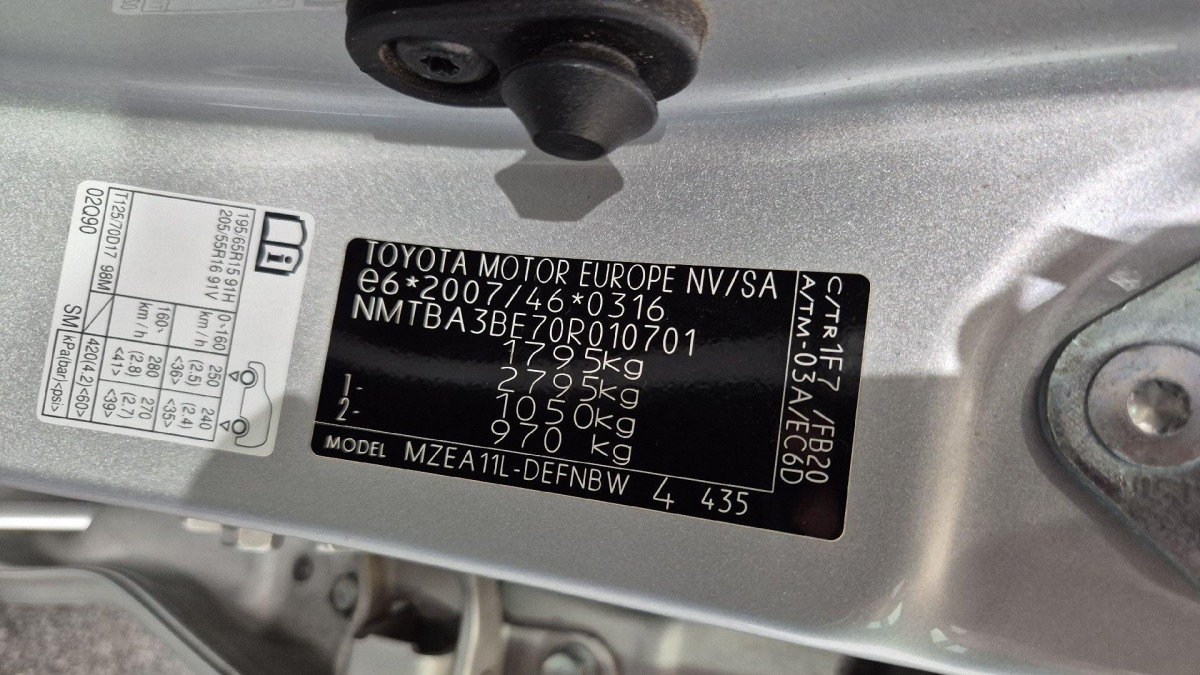 TOYOTA MOTOR EUROPE NV/SA
e6*2007/46*0316
NMTBA3BE70R010701
1795kg
2795kg
1- 1050kg
2- 970 kg
MODEL MZEA11L-DEFNBW 4 435
C/TR 1F7 /FB20
A/TM-03A/EC6D
195/65R15 91H
205/55R16 91V
0~160
km/h
250
(2.5)
<36>
240
(2.4)
<35>
160-
km/h
280
(2.8)
<41>
270
(2.7)
<39>
T125/70D17 98M
420(4.2)<60>
02Q90
SM
kPa(bar)<psi>